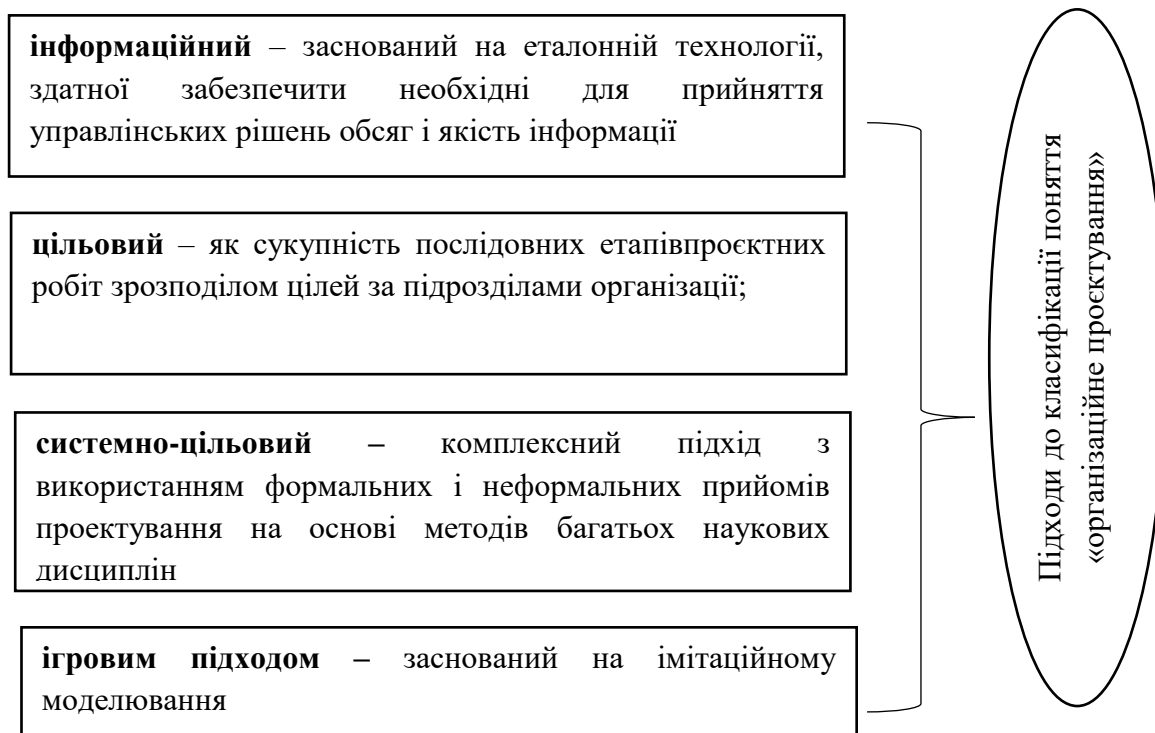 інформаційний – заснований на еталонній технології,
здатної забезпечити необхідні для прийняття
управлінських рішень обсяг і якість інформації
цільовий – як сукупність послідовних етапівпроєктних
робіт зрозподілом цілей за підрозділами організації;
системно-цільовий – комплексний підхід з
використанням формальних і неформальних прийомів
проектування на основі методів багатьох наукових
дисциплін
ігровим підходом – заснований на імітаційному
моделювання
Підходи до класифікації поняття
«організаційне проєктування»